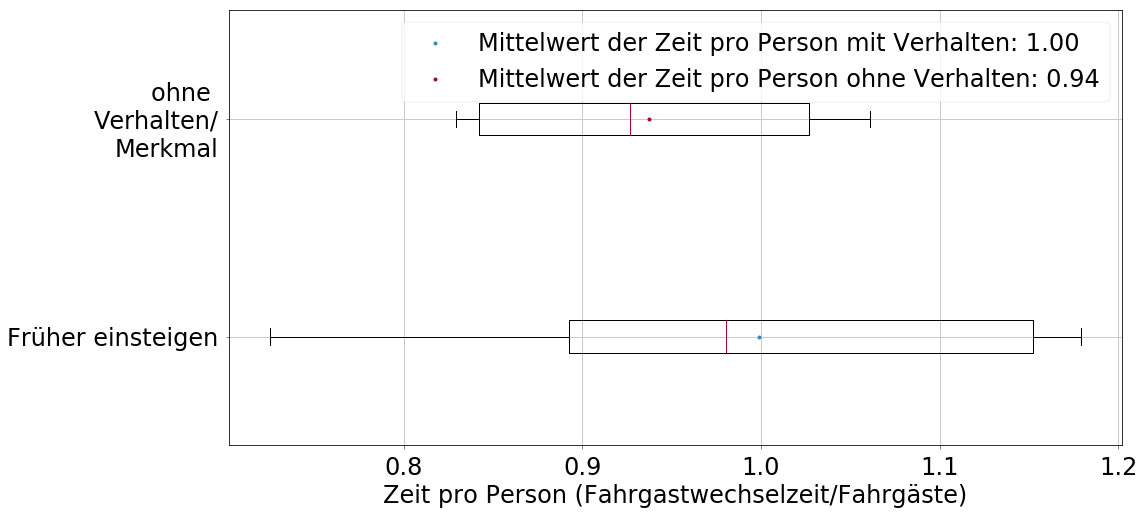 Mittelwert der Zeit pro Person mit Verhalten: 1.00
Mittelwert der Zeit pro Person ohne Verhalten: 0.94
ohne
Verhalten/
Merkmal
Früher einsteigen
0.8 0.9 1.0 1.1 1.2
Zeit pro Person (Fahrgastwechselzeit/Fahrgäste)